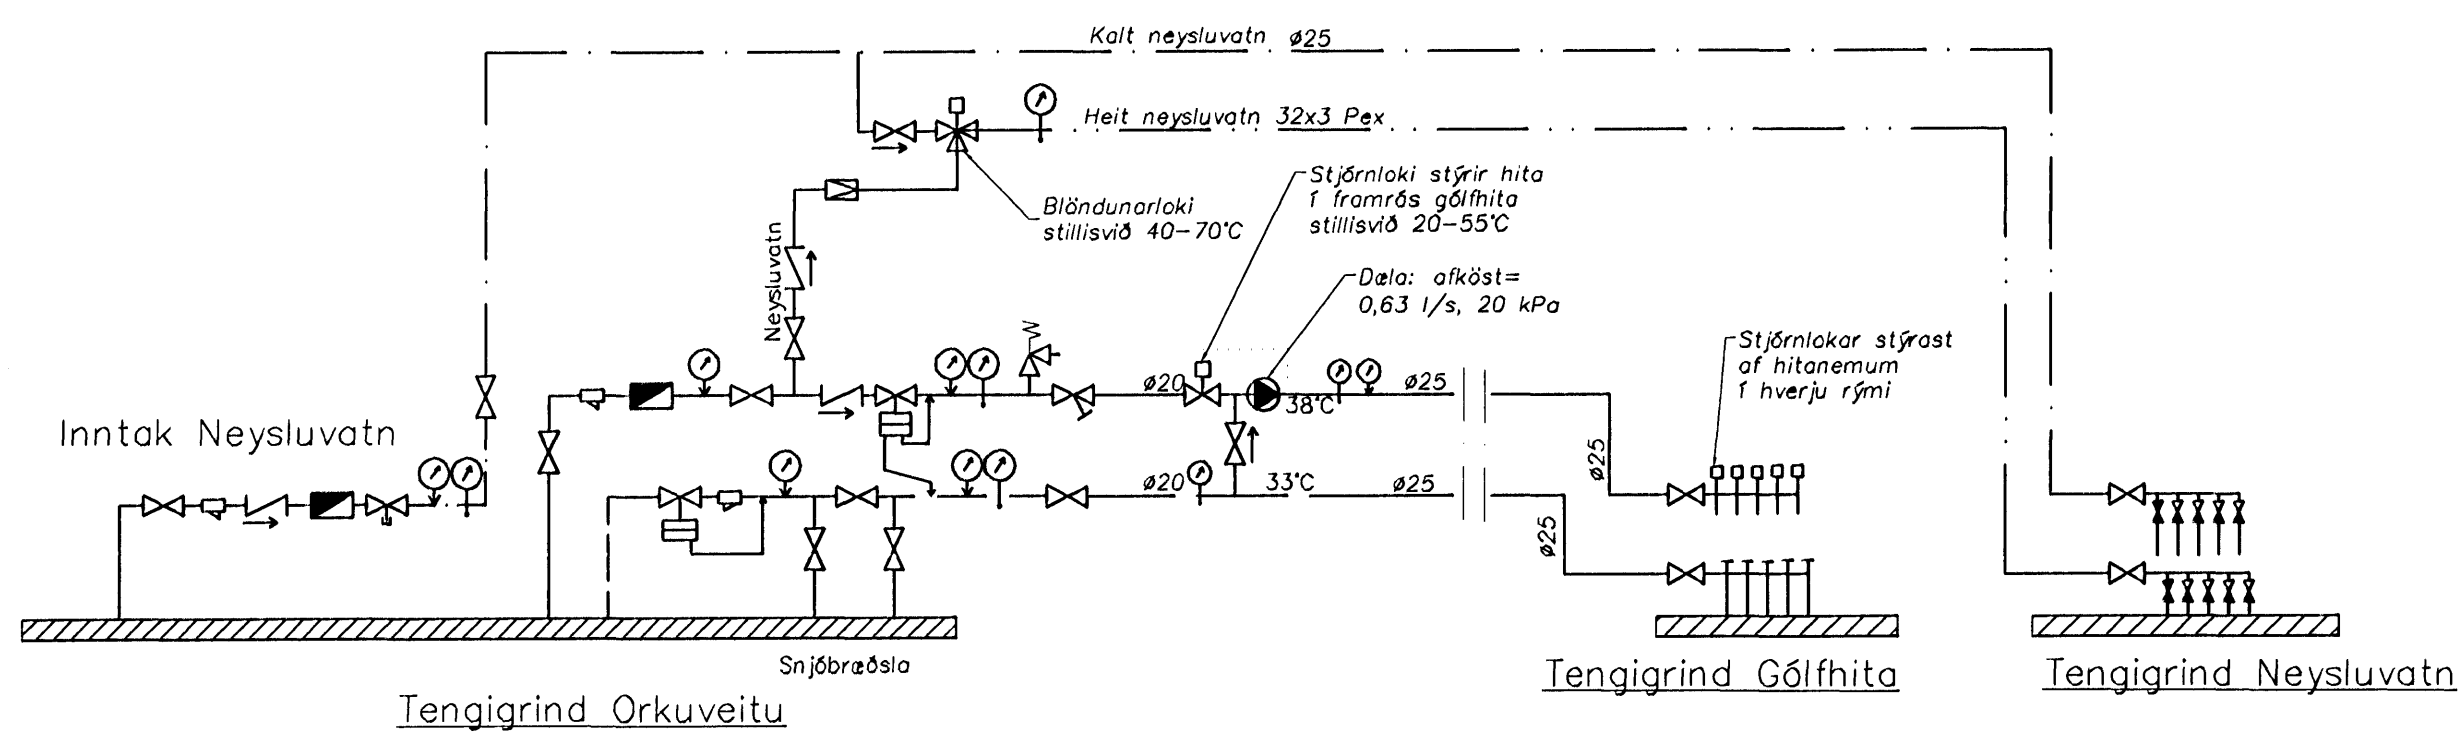 Kalt neysluvatn ø25
Heit neysluvatn 32x3 Pex
Stjórnloki stýrir hita
í framrás gólfhita
stillisvið 20-55°C
Blöndunarloki
stillisvið 40-70°C
Neysluvatn
Dæla: afköst=
0,63 l/s, 20 kPa
Stjórnlokar stýrast
af hitanemum
í hverju rými
ø20
38°C
ø25
Inntak Neysluvatn
ø25
ø20
33°C
ø25
ø25
Snjóbræðsla
Tengigrind Gólfhita
Tengigrind Neysluvatn
Tengigrind Orkuveitu